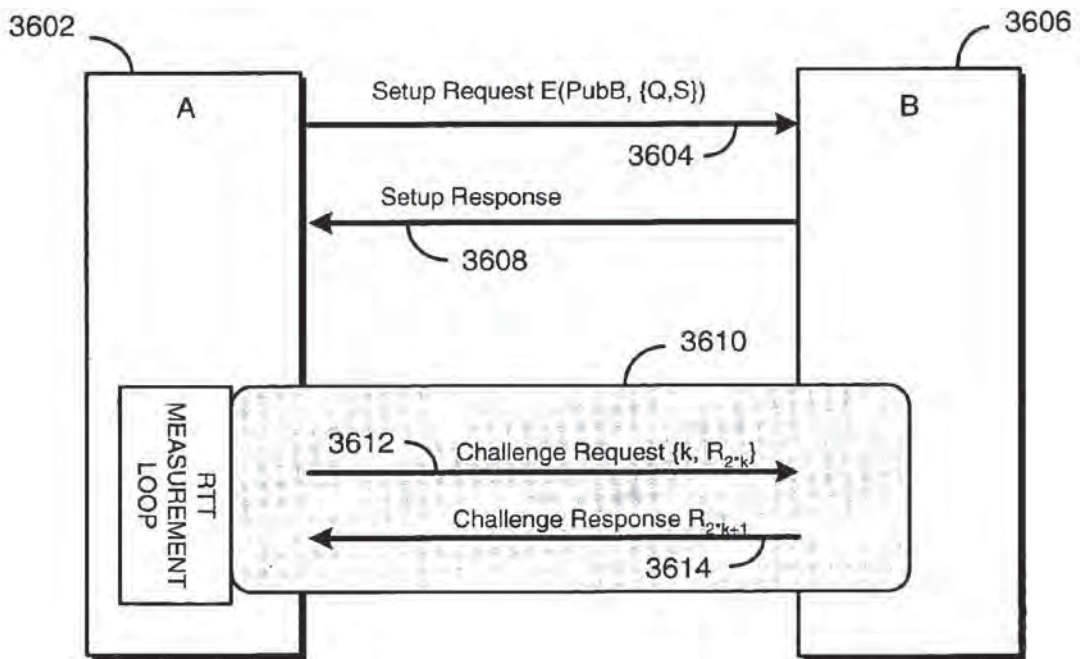 3602
3606
A
Setup Request E(PubB, {Q,S})
B
3604
Setup Response
3608
3610
RTT
MEASUREMENT
LOOP
3612
Challenge Request {k, R2*k}
Challenge Response R2*k+1
3614